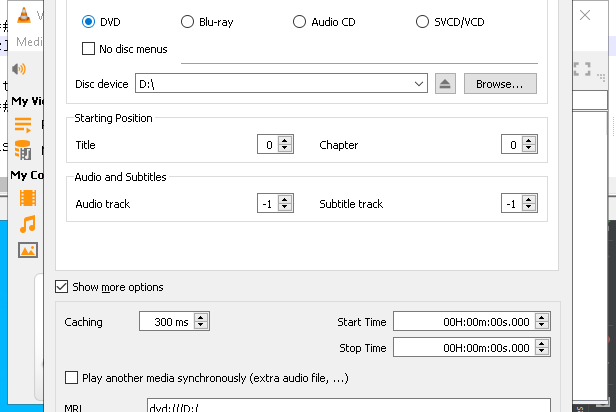 V
##
Medi
DVD
Blu-ray
Audio CD
SVCD/VCD
No disc menus
Disc device
D:\
Browse...
My Vi
Starting Position
Title
0
Chapter
0
My Co
Audio and Subtitles
Audio track
-1
Subtitle track
-1
Show more options
Caching
300 ms
Start Time
00H:00m:00s.000
Stop Time
00H:00m:00s.000
Play another media synchronously (extra audio file, ...)
MRL
dvd:///D:/